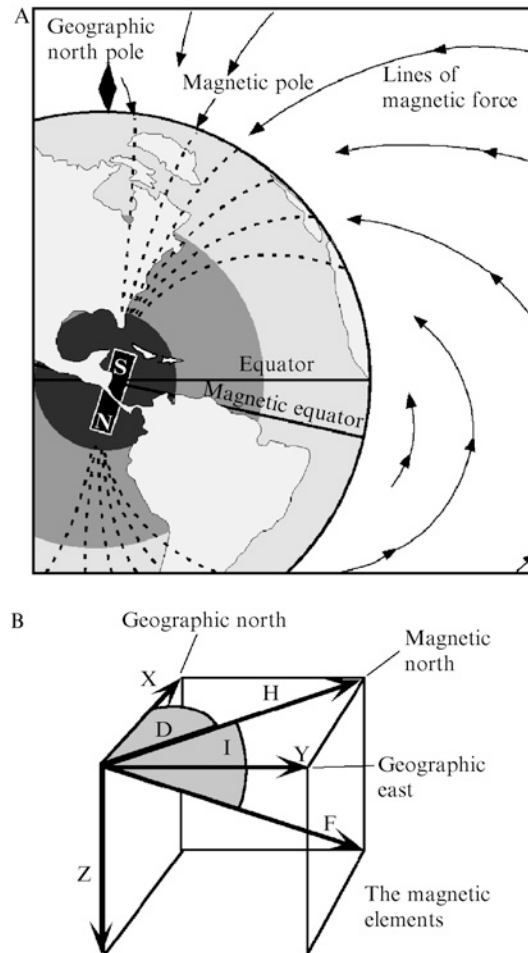 A
Geographic
north pole
Magnetic pole
Lines of
magnetic force
S
N
Equator
Magnetic equator
B
Geographic north
Magnetic
north
X
H
D
I
Y
Geographic
east
F
Z
The magnetic
elements